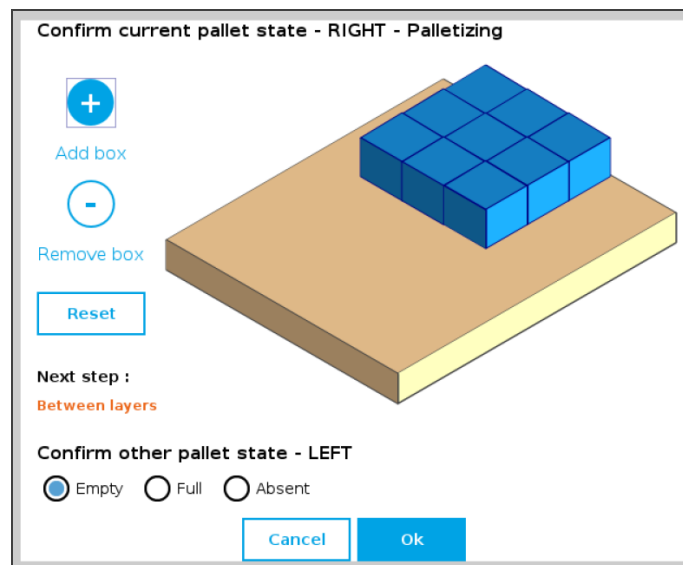 Confirm current pallet state - RIGHT - Palletizing
+
Add box
-
Remove box
Reset
Next step :
Between layers
Confirm other pallet state - LEFT
Empty Full Absent
Cancel Ok